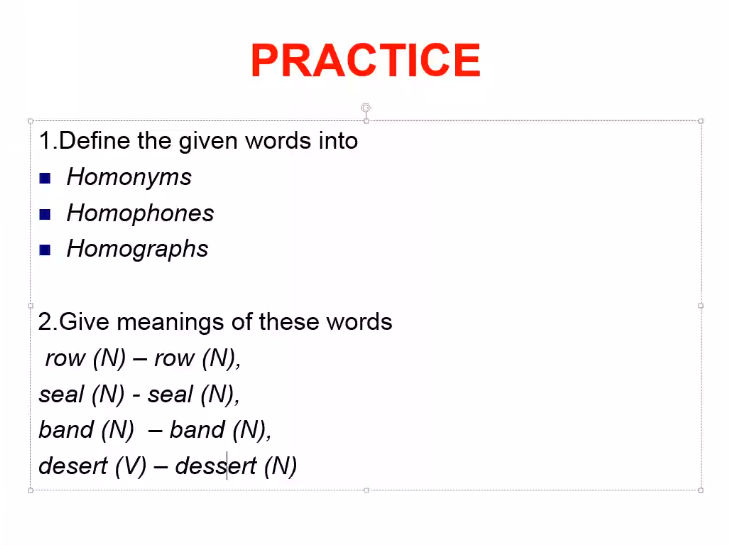 PRACTICE
1.Define the given words into
Homonyms
Homophones
Homographs
2.Give meanings of these words
row (N) – row (N),
seal (N) - seal (N),
band (N) – band (N),
desert (V) – dessert (N)